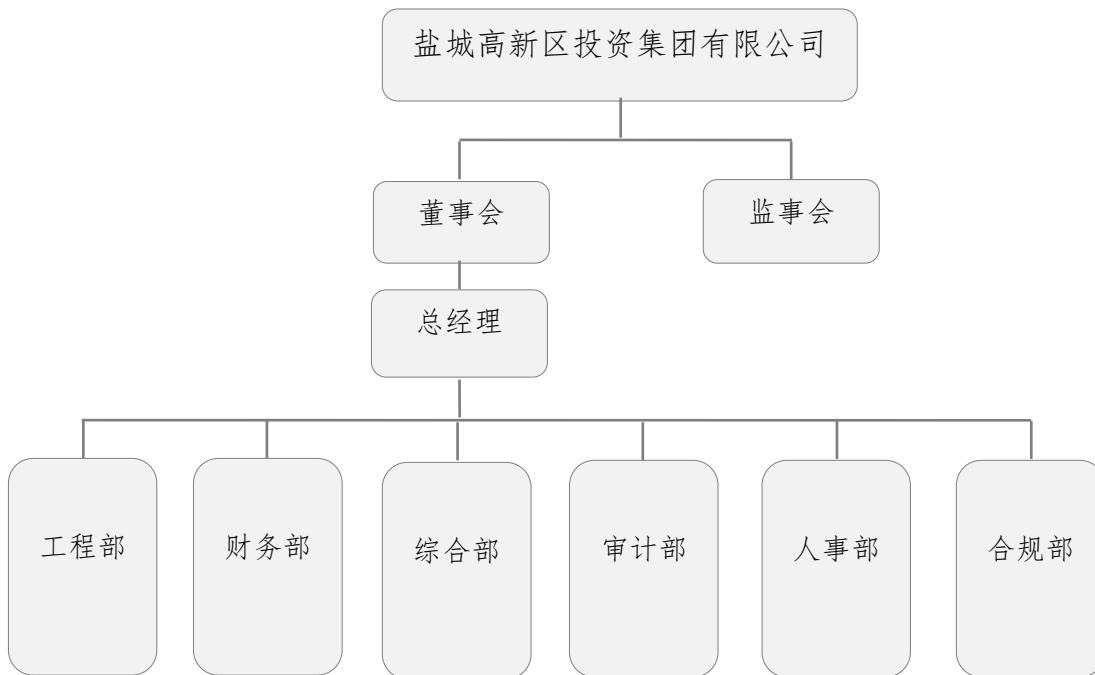 盐城高新区投资集团有限公司
董事会
监事会
总经理
工程部
财务部
综合部
审计部
人事部
合规部